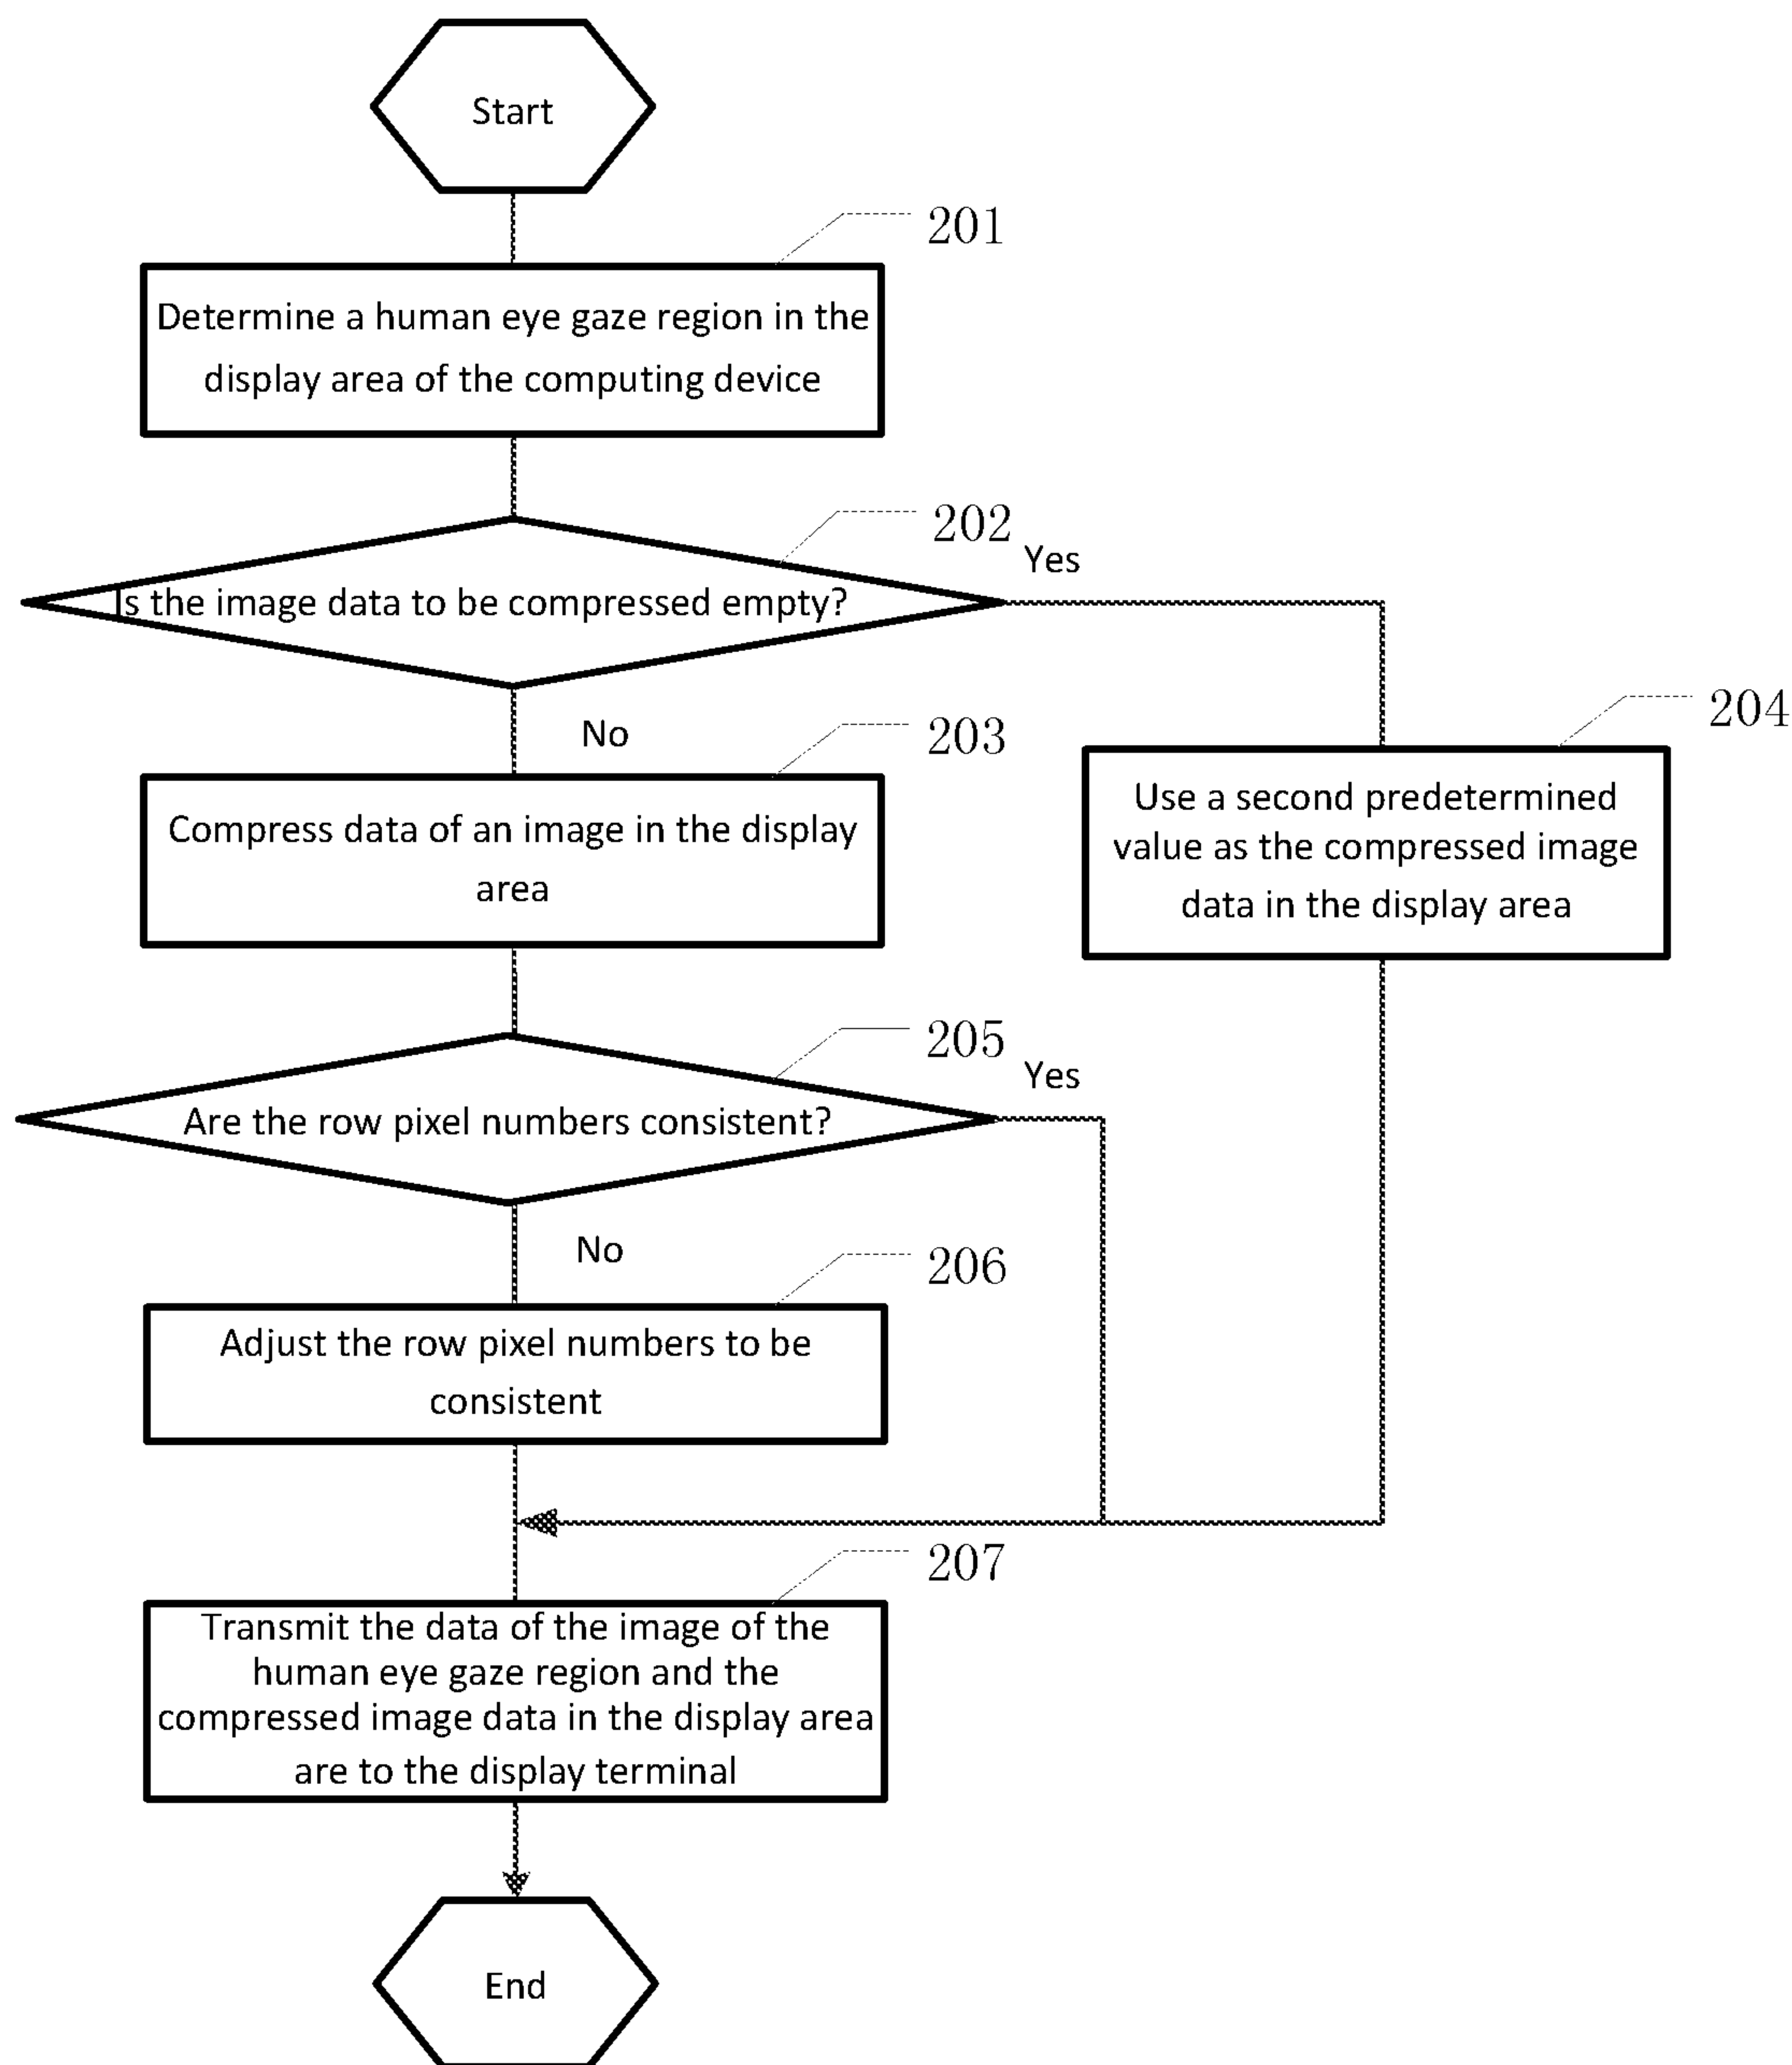 Start
201
Determine a human eye gaze region in the
display area of the computing device
202
Yes
Is the image data to be compressed empty?
No
203
204
Compress data of an image in the display
area
Use a second predetermined
value as the compressed image
data in the display area
205
Yes
Are the row pixel numbers consistent?
No
206
Adjust the row pixel numbers to be
consistent
207
Transmit the data of the image of the
human eye gaze region and the
compressed image data in the display area
are to the display terminal
End